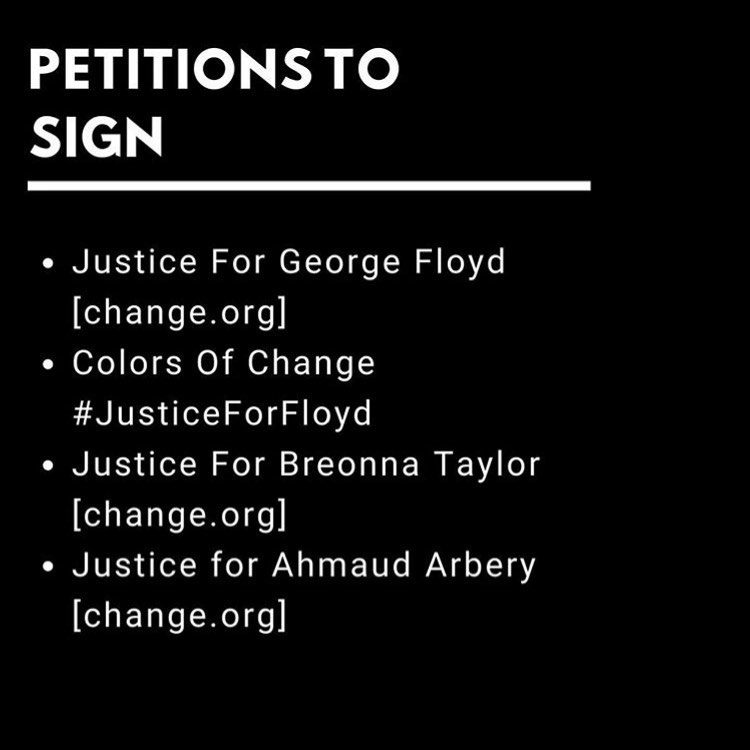 PETITIONS TO
SIGN
• Justice For George Floyd
[change.org]
• Colors Of Change
#JusticeForFloyd
• Justice For Breonna Taylor
[change.org]
• Justice for Ahmaud Arbery
[change.org]